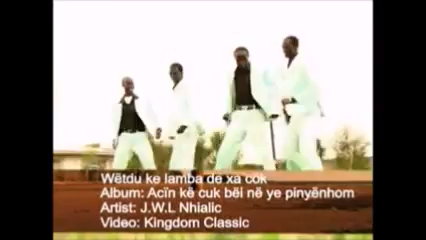 Wëtdu ke lamba de xa cok
Album: Acïn kë cuk bëi në ye pinyënhom
Artist: J.W.L Nhialic
Video: Kingdom Classic